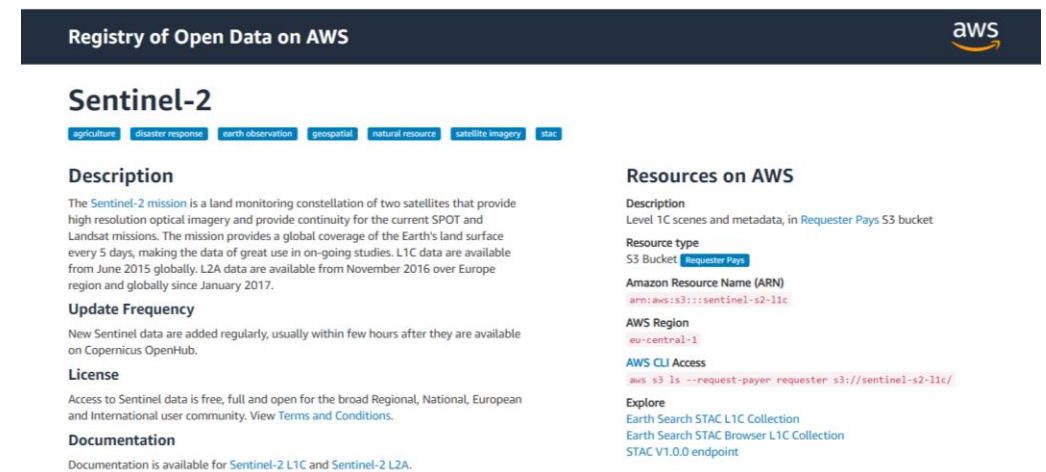 Registry of Open Data on AWS
aws
Sentinel-2
agriculture disaster response earth observation geospatial natural resource satellite imagery stac
Description
The Sentinel-2 mission is a land monitoring constellation of two satellites that provide
high resolution optical imagery and provide continuity for the current SPOT and
Landsat missions. The mission provides a global coverage of the Earth's land surface
every 5 days, making the data of great use in on-going studies. L1C data are available
from June 2015 globally. L2A data are available from November 2016 over Europe
region and globally since January 2017.
Update Frequency
New Sentinel data are added regularly, usually within few hours after they are available
on Copernicus OpenHub.
License
Access to Sentinel data is free, full and open for the broad Regional, National, European
and International user community. View Terms and Conditions.
Documentation
Documentation is available for Sentinel-2 L1C and Sentinel-2 L2A.
Resources on AWS
Description
Level 1C scenes and metadata, in Requester Pays S3 bucket
Resource type
S3 Bucket Requester Pays
Amazon Resource Name (ARN)
arn:aws:s3:::sentinel-s2-l1c
AWS Region
eu-central-1
AWS CLI Access
aws s3 ls --request-payer requester s3://sentinel-s2-l1c/
Explore
Earth Search STAC L1C Collection
Earth Search STAC Browser L1C Collection
STAC V1.0.0 endpoint